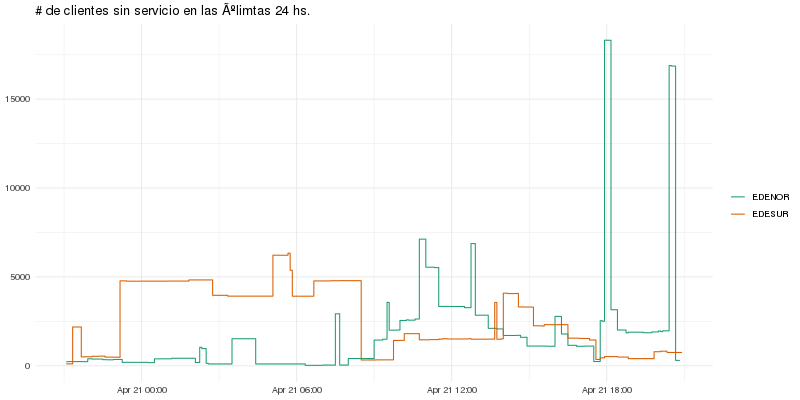 # de clientes sin servicio en las Ãºlimtas 24 hs.
15000
10000
5000
0
Apr 21 00:00
Apr 21 06:00
Apr 21 12:00
Apr 21 18:00
EDENOR
EDESUR